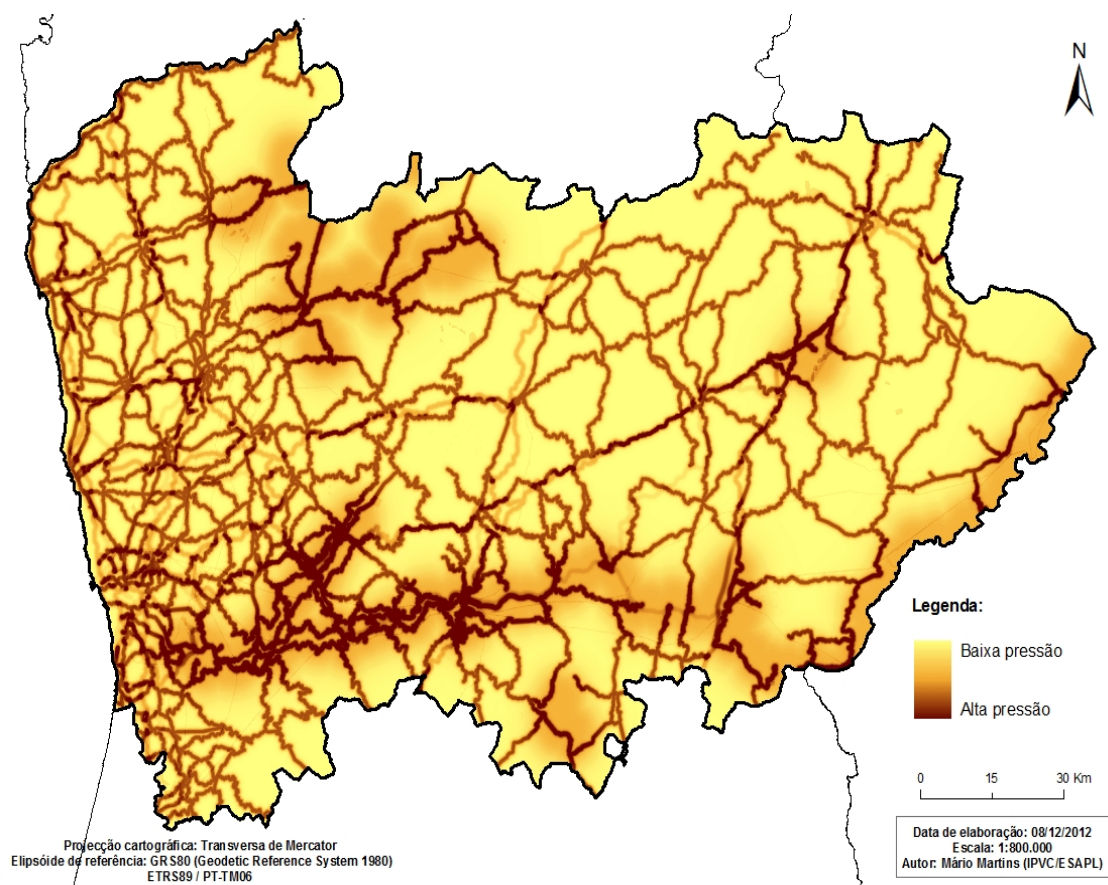 N
Legenda:
Baixa pressão
Alta pressão
0 15 30 Km
Projecção cartográfica: Transversa de Mercator
Elipsóide de referência: GRS80 (Geodetic Reference System 1980)
ETRS89 / PT-TM06
Data de elaboração: 08/12/2012
Escala: 1:800.000
Autor: Mário Martins (IPVC/ESAPL)